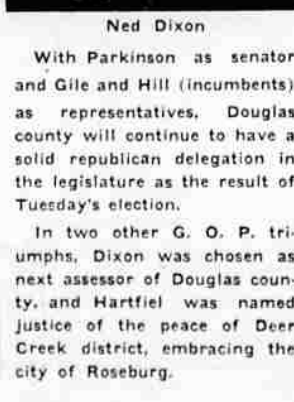 Ned Dixon
With Parkinson as senator
and Gile and Hill (incumbents)
as representatives, Douglas
county will continue to have a
solid republican delegation in
the legislature as the result of
Tuesday's election.
In two other G. O. P. tri-
umphs, Dixon was chosen as
next assessor of Douglas coun-
ty, and Hartfiel was named
justice of the peace of Deer
Creek district, embracing the
city of Roseburg.